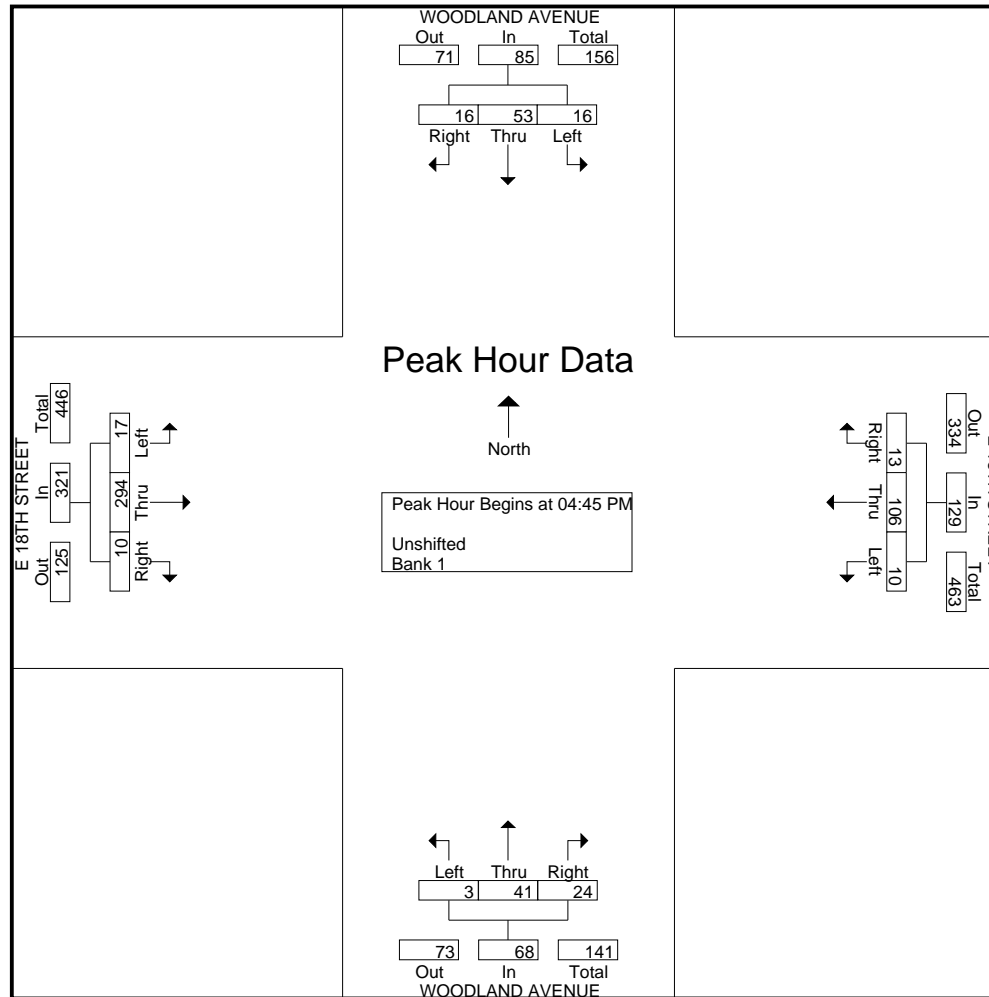 WOODLAND AVENUE
Out In Total
71 85 156
16 53 16
Right Thru Left
Peak Hour Data
North
Peak Hour Begins at 04:45 PM
Unshifted
Bank 1
E 18TH STREET
Out In Total
125 321 446
10 294 17
Right Thru Left
Out In Total
334 129 463
13 106 10
Right Thru Left
Left Thru Right
3 41 24
73 68 141
Out In Total
WOODLAND AVENUE